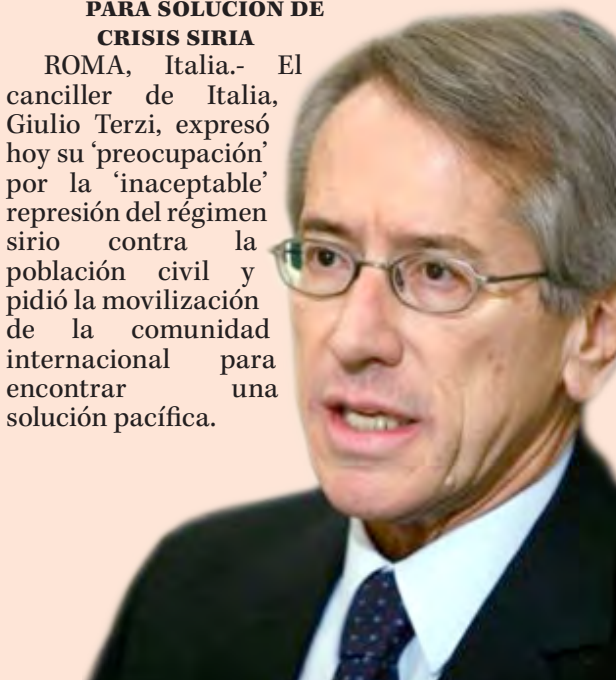 PARA SOLUCIÓN DE
CRISIS SIRIA
ROMA, Italia.- El
canciller de Italia,
Giulio Terzi, expresó
hoy su ‘preocupación’
por la ‘inaceptable’
represión del régimen
sirio contra la
población civil y
pidió la movilización
de la comunidad
internacional para
encontrar una
solución pacífica.